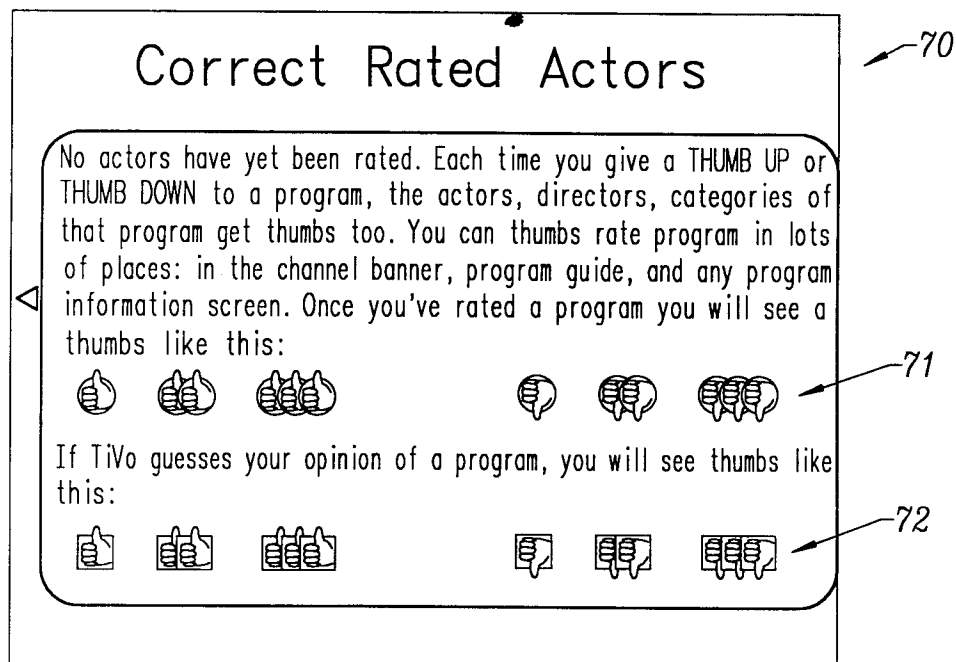 Correct Rated Actors
70
No actors have yet been rated. Each time you give a THUMB UP or
THUMB DOWN to a program, the actors, directors, categories of
that program get thumbs too. You can thumbs rate program in lots
of places: in the channel banner, program guide, and any program
information screen. Once you've rated a program you will see a
thumbs like this:
71
If TiVo guesses your opinion of a program, you will see thumbs like
this:
72